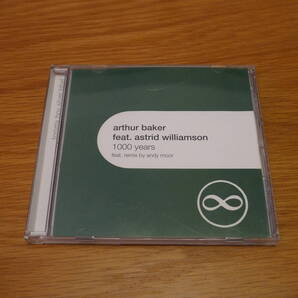 arthur baker
feat. astrid williamson
1000 years
feat. remix by andy moor